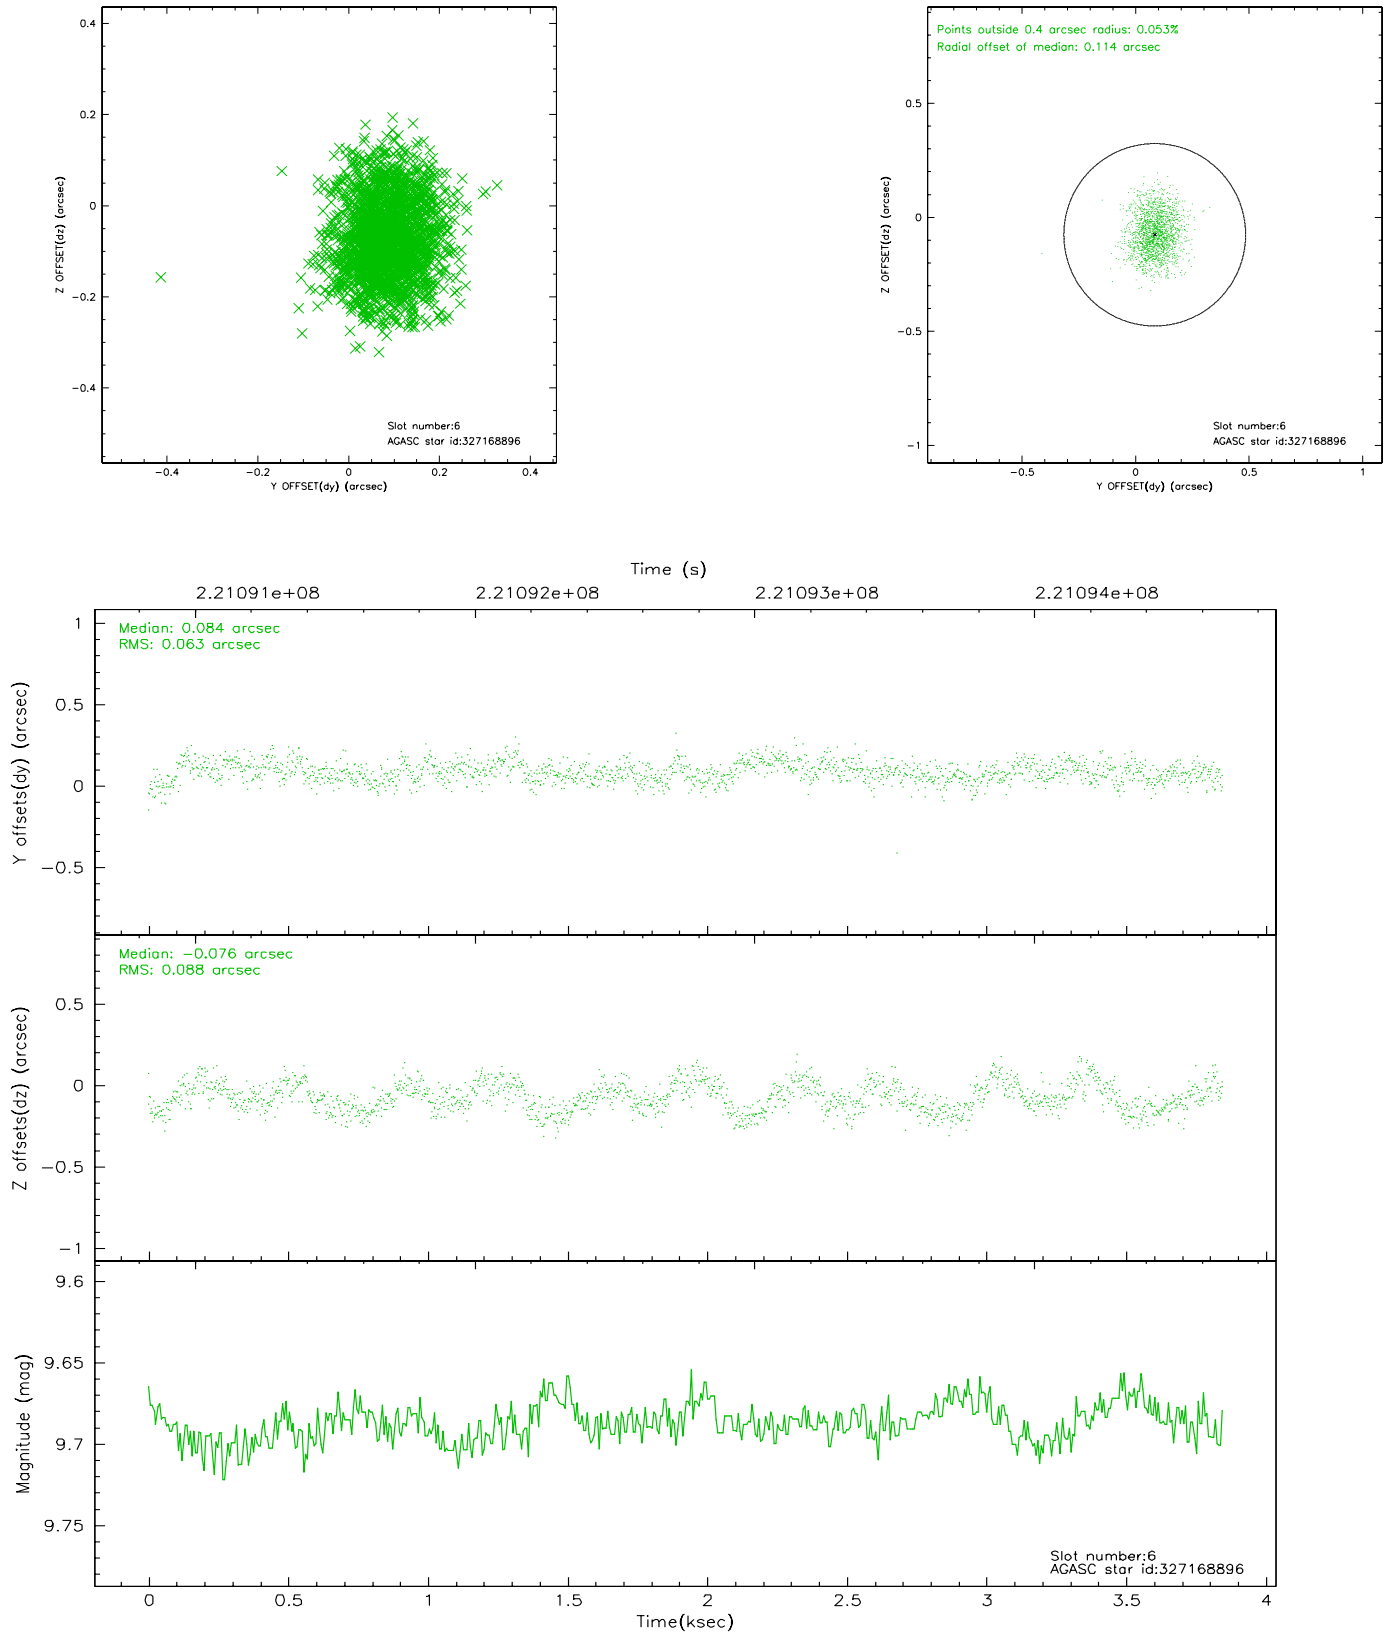 0.4
0.2
0
−0.2
−0.4
Z OFFSET(dz) (arcsec)
Slot number:6
AGASC star id:327168896
−0.4 −0.2 0 0.2 0.4
Y OFFSET(dy) (arcsec)
Points outside 0.4 arcsec radius: 0.053%
Radial offset of median: 0.114 arcsec
0.5
0
−0.5
−1
Z OFFSET(dz) (arcsec)
Slot number:6
AGASC star id:327168896
−0.5 0 0.5 1
Y OFFSET(dy) (arcsec)
Time (s)
2.21091e+08 2.21092e+08 2.21093e+08 2.21094e+08
Median: 0.084 arcsec
RMS: 0.063 arcsec
1
0.5
0
−0.5
Y offsets(dy) (arcsec)
Median: −0.076 arcsec
RMS: 0.088 arcsec
0.5
0
−0.5
−1
Z offsets(dz) (arcsec)
9.6
9.65
9.7
9.75
Magnitude (mag)
Slot number:6
AGASC star id:327168896
0 0.5 1 1.5 2 2.5 3 3.5 4
Time(ksec)